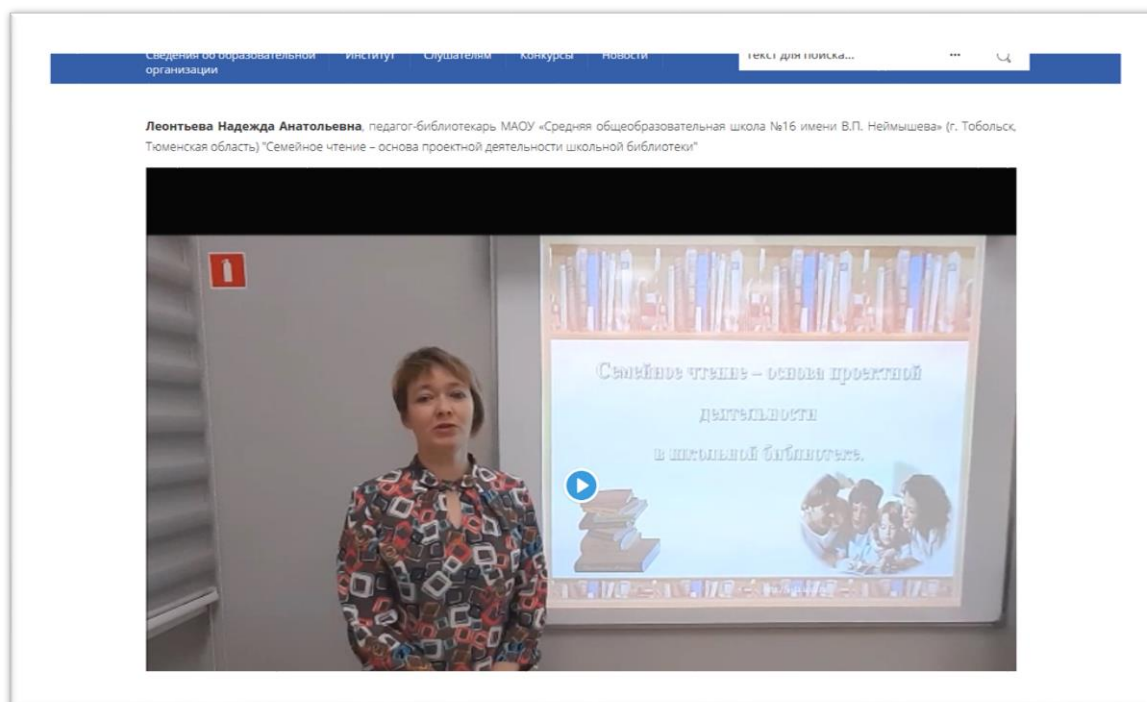 Сведения об образовательной Институт Слушателям Конкурсы Новости Текст для поиска... ···
организации
Леонтьева Надежда Анатольевна, педагог-библиотекарь МАОУ «Средняя общеобразовательная школа №16 имени В.П. Неймышева» (г. Тобольск,
Тюменская область) "Семейное чтение – основа проектной деятельности школьной библиотеки"
Семейное чтение – основа проектной
деятельности
в школьной библиотеке.